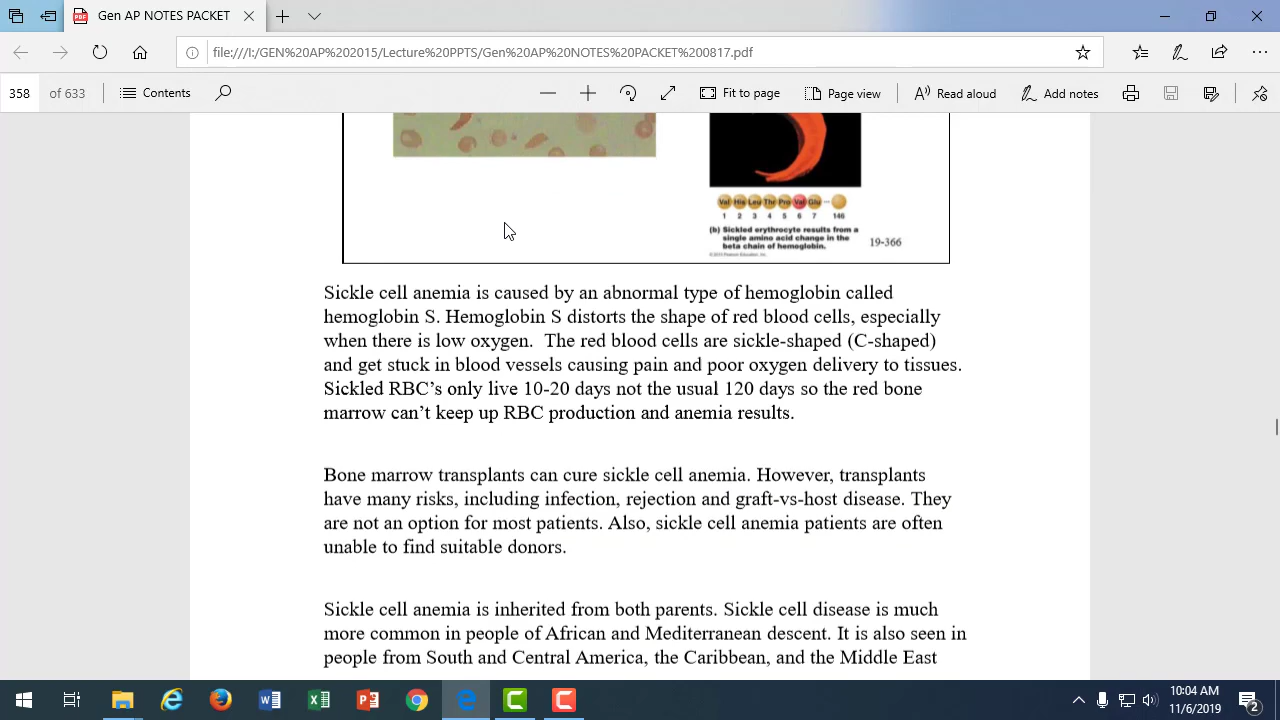 Gen AP NOTES PACKET
file:///I:/GEN%20AP%202015/Lecture%20PPTS/Gen%20AP%20NOTES%20PACKET%200817.pdf
358 of 633 Contents Fit to page Page view Read aloud Add notes
Val His Leu Thr Pro Val Glu ...
1 2 3 4 5 6 7 146
(b) Sickled erythrocyte results from a
single amino acid change in the
beta chain of hemoglobin.
19-366
© 2013 Pearson Education, Inc.
Sickle cell anemia is caused by an abnormal type of hemoglobin called
hemoglobin S. Hemoglobin S distorts the shape of red blood cells, especially
when there is low oxygen. The red blood cells are sickle-shaped (C-shaped)
and get stuck in blood vessels causing pain and poor oxygen delivery to tissues.
Sickled RBC's only live 10-20 days not the usual 120 days so the red bone
marrow can't keep up RBC production and anemia results.
Bone marrow transplants can cure sickle cell anemia. However, transplants
have many risks, including infection, rejection and graft-vs-host disease. They
are not an option for most patients. Also, sickle cell anemia patients are often
unable to find suitable donors.
Sickle cell anemia is inherited from both parents. Sickle cell disease is much
more common in people of African and Mediterranean descent. It is also seen in
people from South and Central America, the Caribbean, and the Middle East
10:04 AM
11/6/2019
2